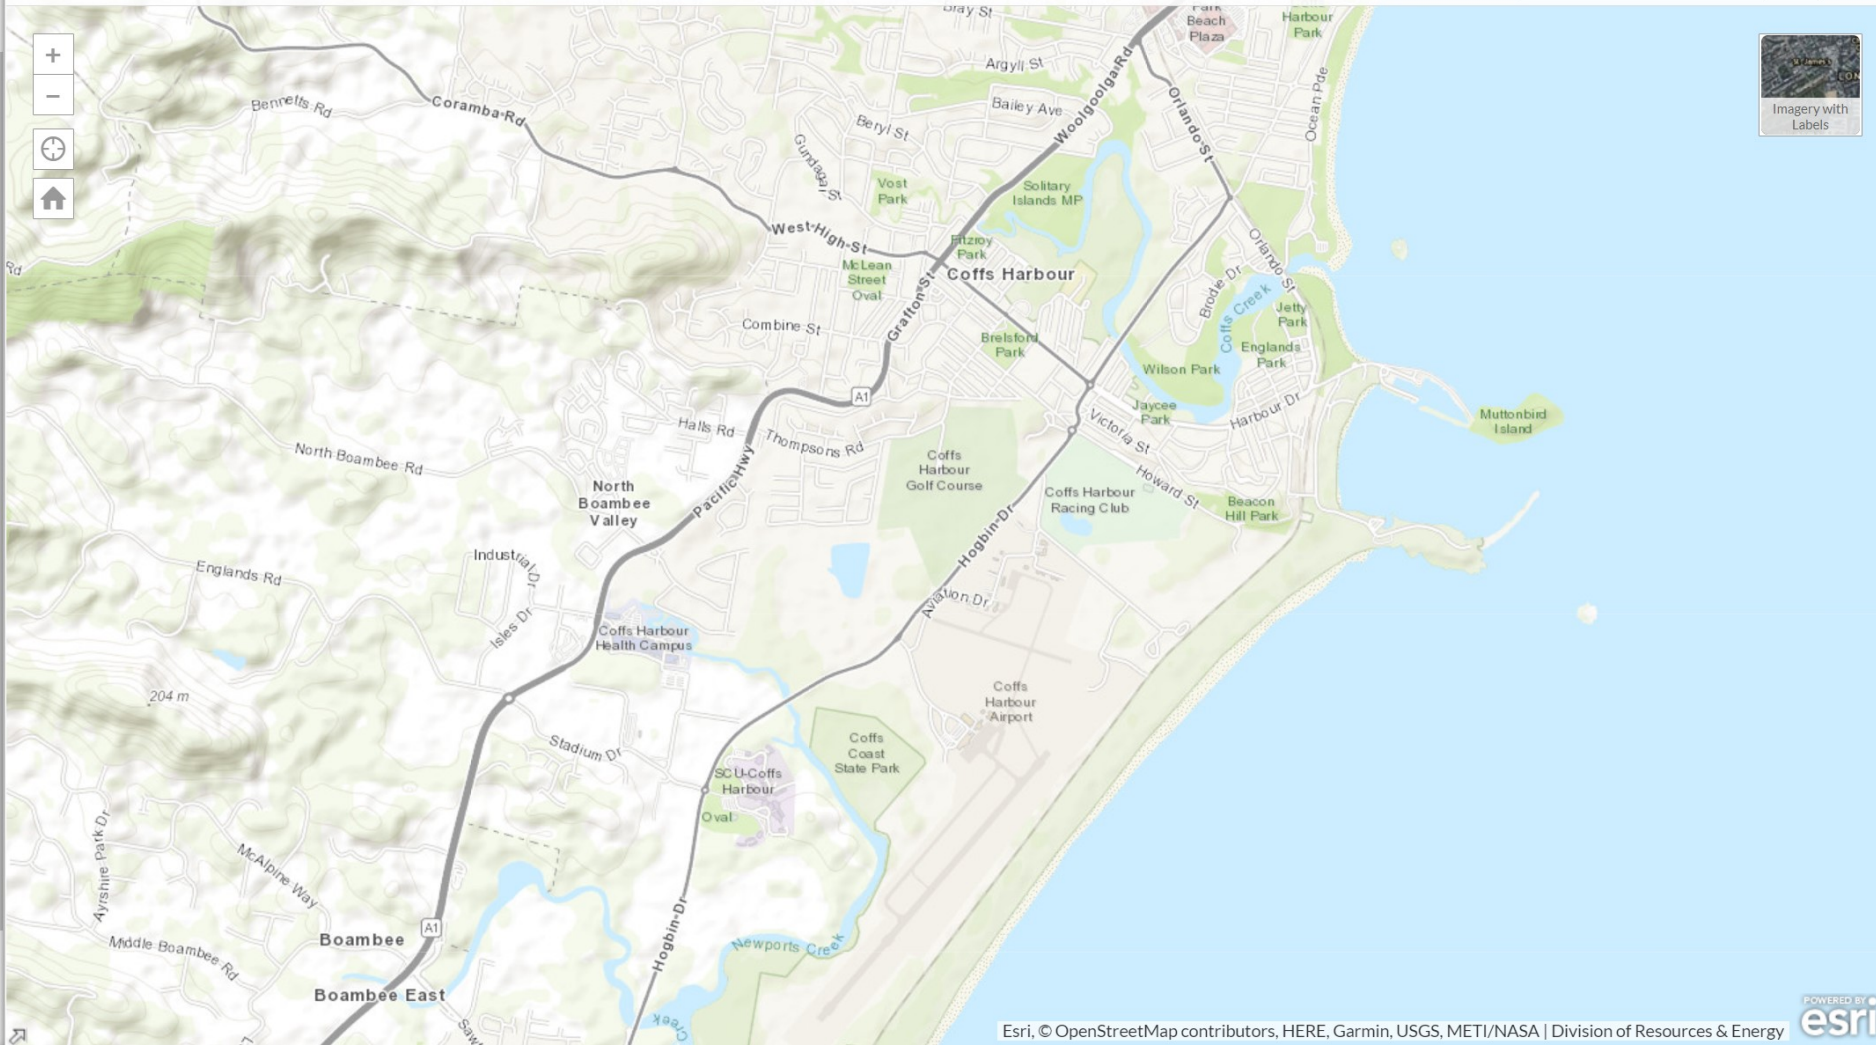 Bray St
Park
Beach
Plaza
Harbour
Park
+
−
Argyll St
Woolgoolga Rd
Ocean Pde
Imagery with
Labels
Bennetts Rd
Coramba Rd
Bailey Ave
Orlando St
Beryl St
Gundagai St
Vost
Park
Solitary
Islands MP
West High St
Fitzroy
Park
Orlando St
McLean
Street
Oval
Coffs Harbour
Rd
Brodie Dr
Coffs Creek
Grafton St
Combine St
Jetty
Park
Brelsford
Park
Englands
Park
Wilson Park
A1
Jaycee
Park
Harbour Dr
Muttonbird
Island
Halls Rd
Thompsons Rd
Victoria St
North Boambee Rd
Coffs
Harbour
Golf Course
Pacific Hwy
North
Boambee
Valley
Coffs Harbour
Racing Club
Howard St
Beacon
Hill Park
Hogbin Dr
Industrial Dr
Englands Rd
Aviation Dr
Isles Dr
Coffs Harbour
Health Campus
204 m
Coffs
Harbour
Airport
Stadium Dr
Coffs
Coast
State Park
SCU-Coffs
Harbour
Oval
Ayrshire Park Dr
McAlpine Way
A1
Boambee
Middle Boambee Rd
Hogbin Dr
Newports Creek
Boambee East
Creek
Esri, © OpenStreetMap contributors, HERE, Garmin, USGS, METI/NASA | Division of Resources & Energy
POWERED BY
esri